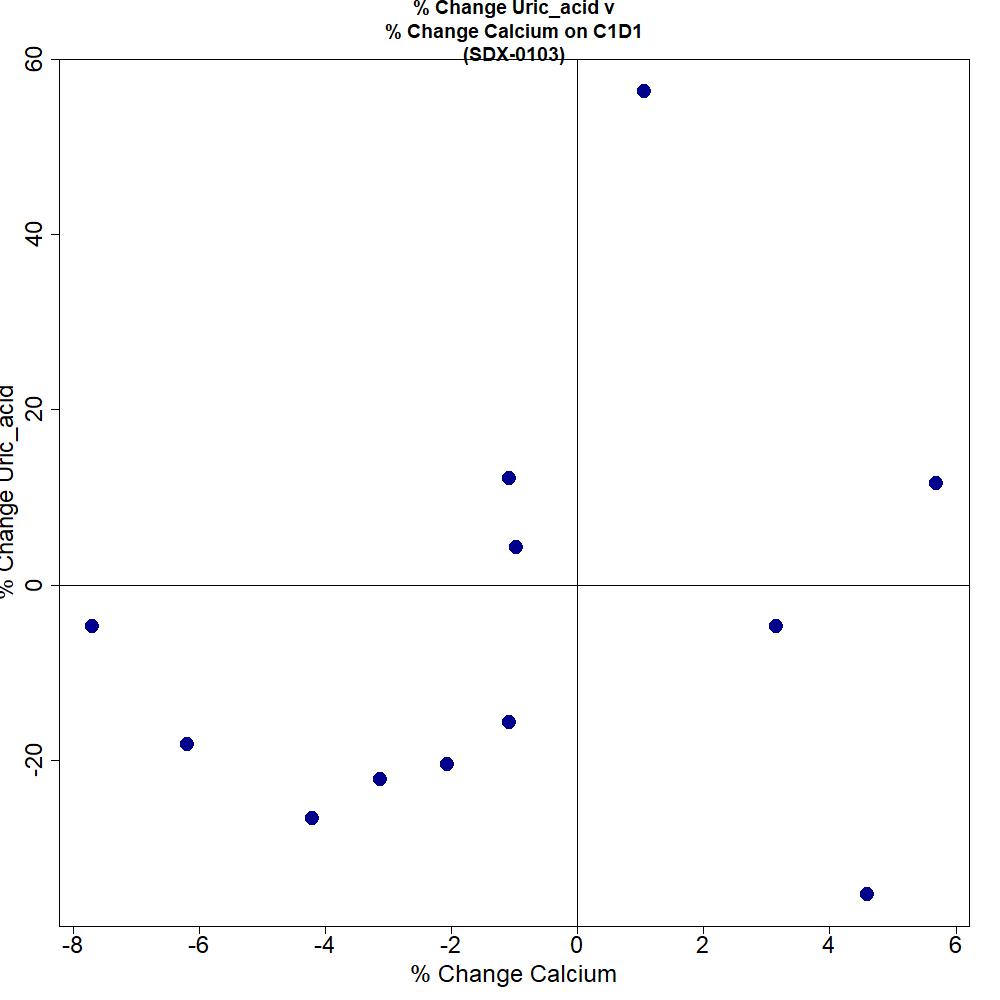 % Change Uric_acid v
% Change Calcium on C1D1
(SDX-0103)
60
40
20
0
-20
% Change Uric_acid
-8
-6
-4
-2
0
2
4
6
% Change Calcium